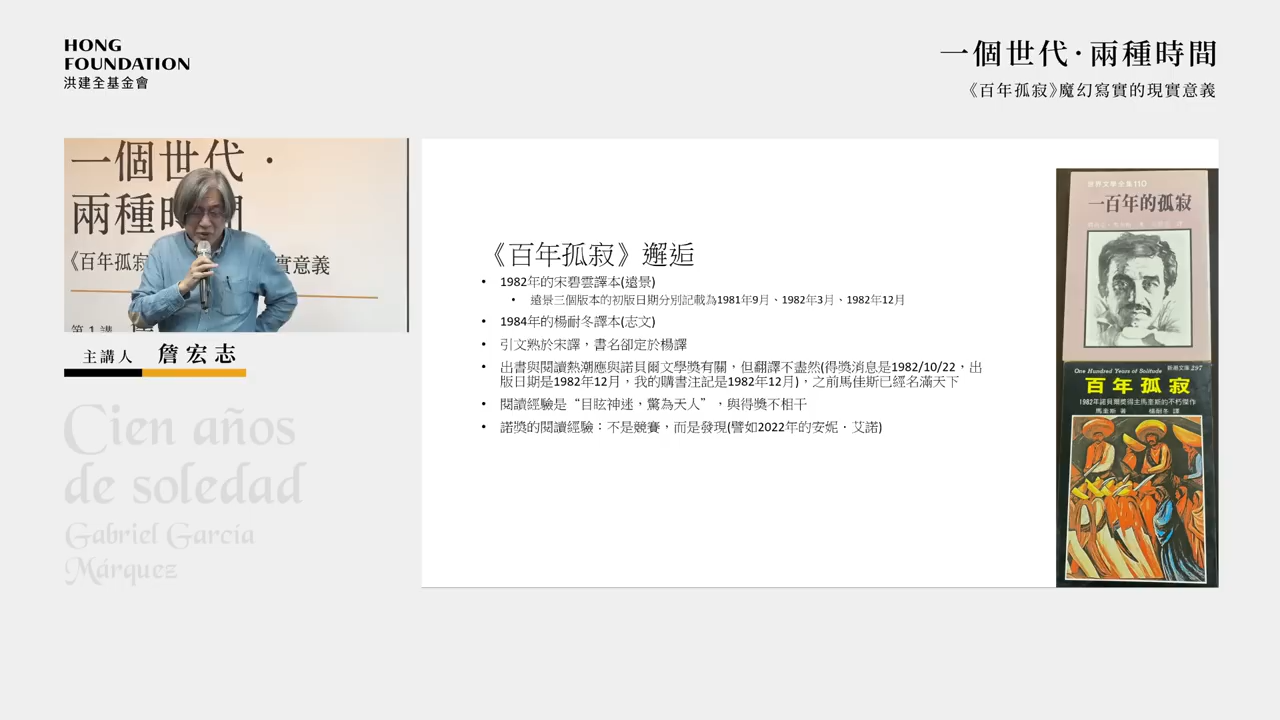 HONG
FOUNDATION
洪建全基金會
一個世代·兩種時間
《百年孤寂》魔幻寫實的現實意義
一個世代·
兩種時間
《百年孤寂
實意義
第1講
主講人 詹宏志
Cien años
de soledad
Gabriel García
Márquez
《百年孤寂》邂逅
• 1982年的宋碧雲譯本(遠景)
• 遠景三個版本的初版日期分別記載為1981年9月、1982年3月、1982年12月
• 1984年的楊耐冬譯本(志文)
• 引文熟於宋譯，書名卻定於楊譯
• 出書與閱讀熱潮應與諾貝爾文學獎有關，但翻譯不盡然(得獎消息是1982/10/22，出
版日期是1982年12月，我的購書注記是1982年12月)，之前馬佳斯已經名滿天下
• 閱讀經驗是“目眩神迷，驚為天人”，與得獎不相干
• 諾獎的閱讀經驗：不是競賽，而是發現(譬如2022年的安妮．艾諾)
世界文學全集110
一百年的孤寂
One Hundred Years of Solitude
新潮文庫 297
百年孤寂
1982年諾貝爾獎得主馬奎斯的不朽傑作
馬奎斯 著 楊耐冬 譯